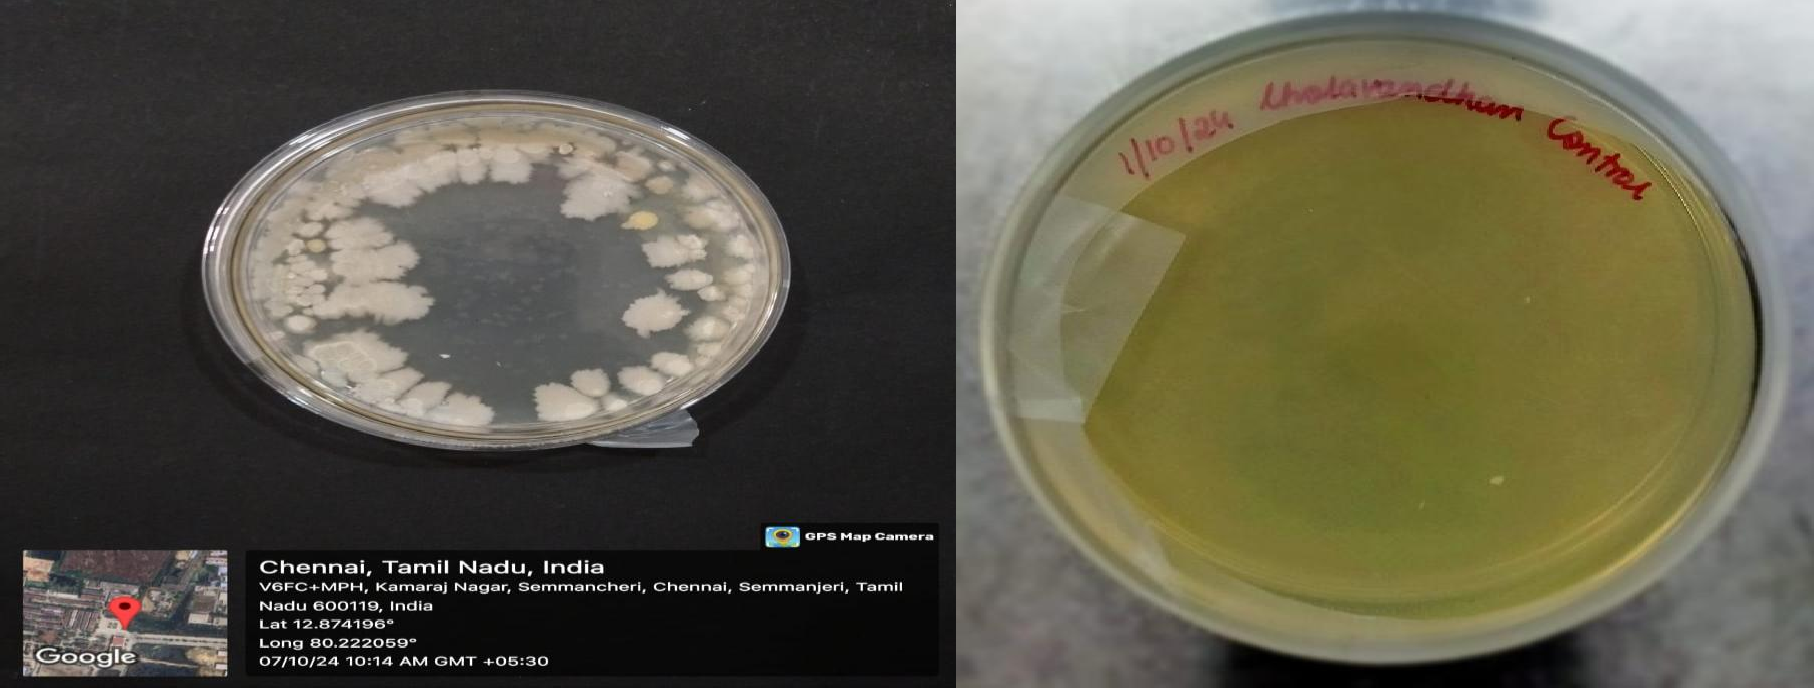 GPS Map Camera
Chennai, Tamil Nadu, India
V6FC+MPH, Kamaraj Nagar, Semmancheri, Chennai, Semmanjeri, Tamil
Nadu 600119, India
Lat 12.874196°
Long 80.222059°
07/10/24 10:14 AM GMT +05:30
Google
1/10/24 Cholavandhan Control